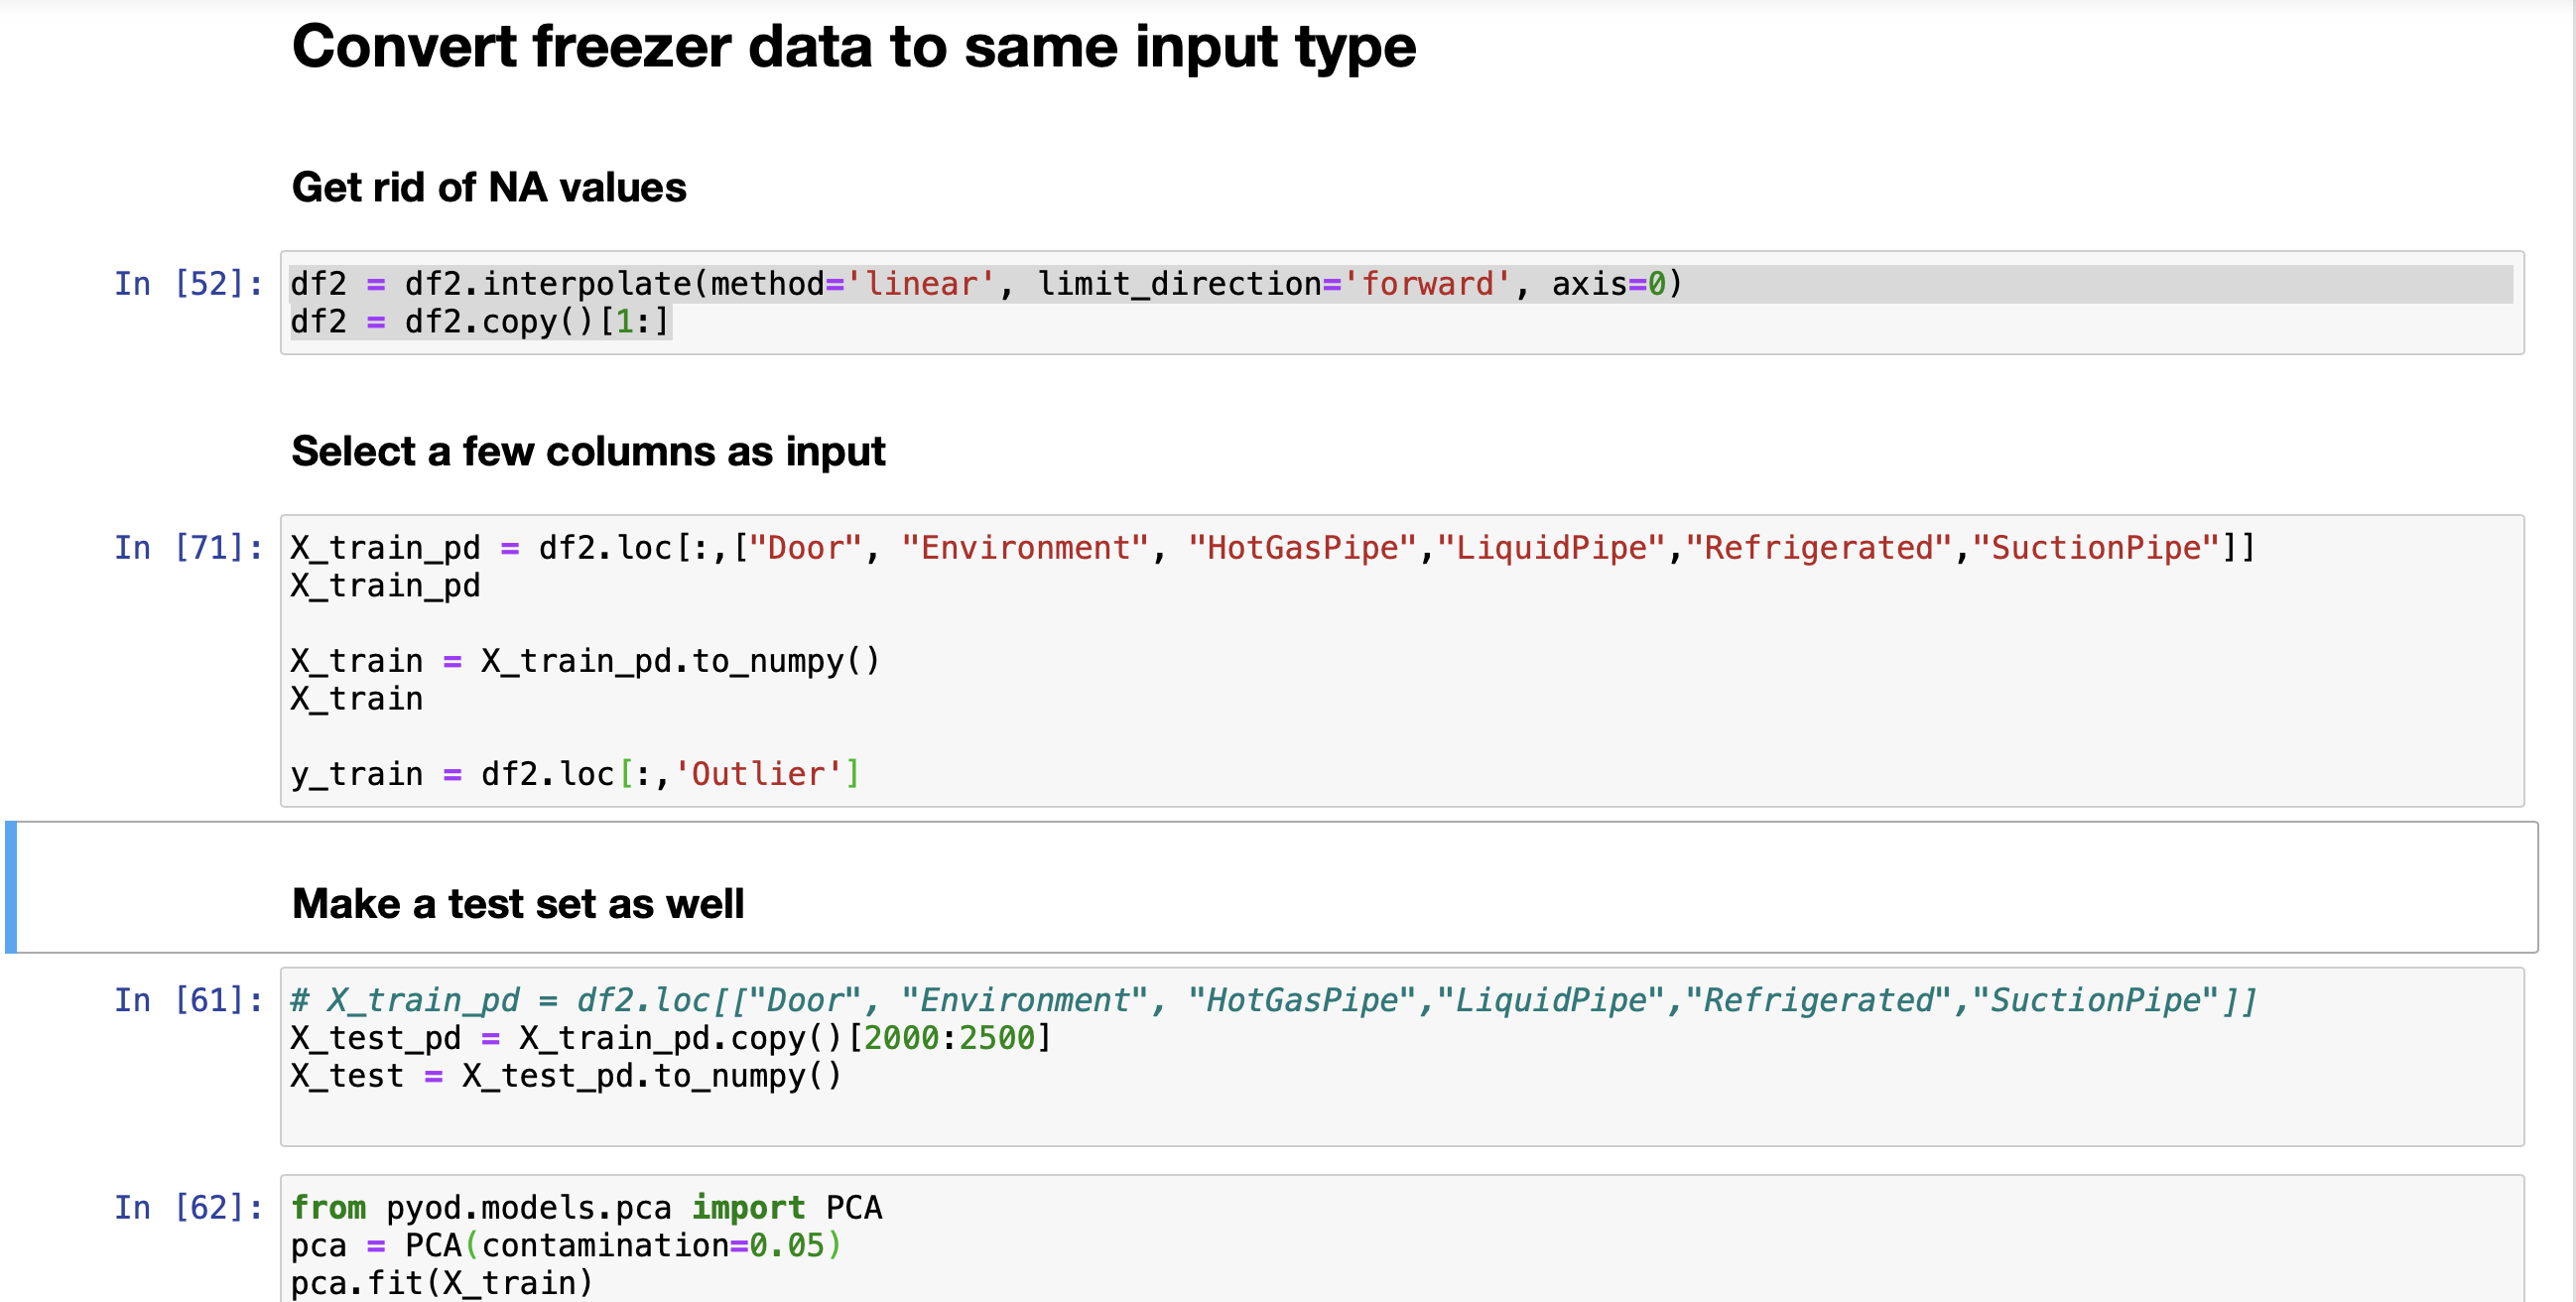 Convert freezer data to same input type
Get rid of NA values
In [52]: df2 = df2.interpolate(method='linear', limit_direction='forward', axis=0)
df2 = df2.copy()[1:]
Select a few columns as input
In [71]: X_train_pd = df2.loc[:,["Door", "Environment", "HotGasPipe","LiquidPipe","Refrigerated","SuctionPipe"]]
X_train_pd
X_train = X_train_pd.to_numpy()
X_train
y_train = df2.loc[:,'Outlier']
Make a test set as well
In [61]: # X_train_pd = df2.loc[["Door", "Environment", "HotGasPipe","LiquidPipe","Refrigerated","SuctionPipe"]]
X_test_pd = X_train_pd.copy()[2000:2500]
X_test = X_test_pd.to_numpy()
In [62]: from pyod.models.pca import PCA
pca = PCA(contamination=0.05)
pca.fit(X_train)